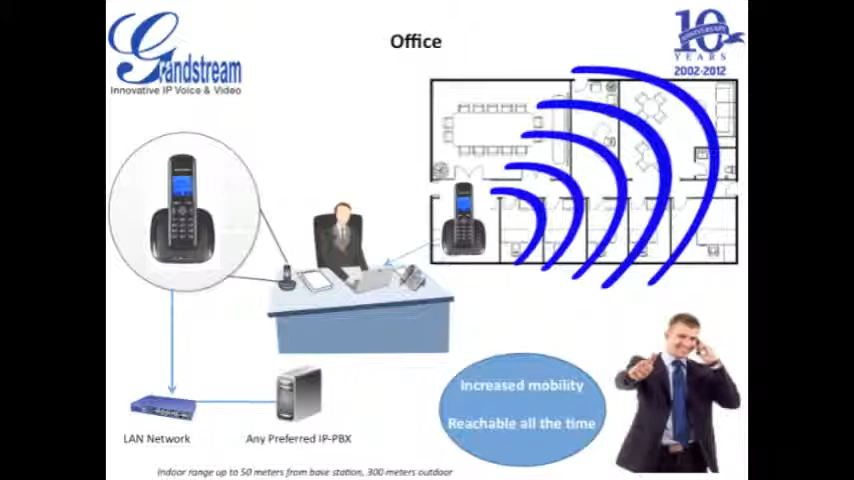 Office
Grandstream
Innovative IP Voice & Video
10
ANNIVERSARY
YEARS
2002-2012
Increased mobility
Reachable all the time
LAN Network
Any Preferred IP-PBX
Indoor range up to 50 meters from base station, 300 meters outdoor